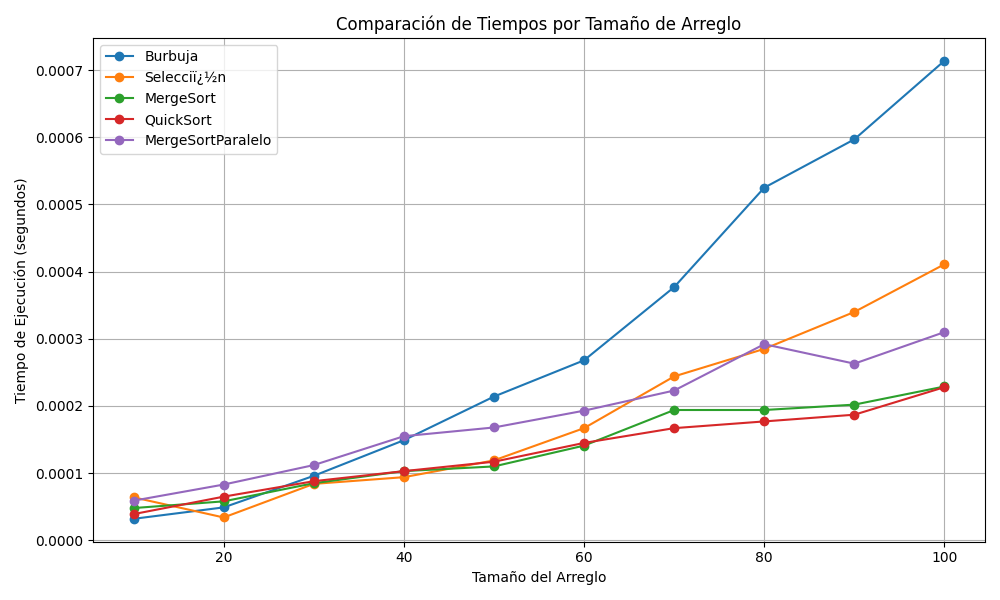 Comparación de Tiempos por Tamaño de Arreglo
Burbuja
Selecciï¿½n
MergeSort
QuickSort
MergeSortParalelo
Tiempo de Ejecución (segundos)
0.0007
0.0006
0.0005
0.0004
0.0003
0.0002
0.0001
0.0000
20
40
60
80
100
Tamaño del Arreglo